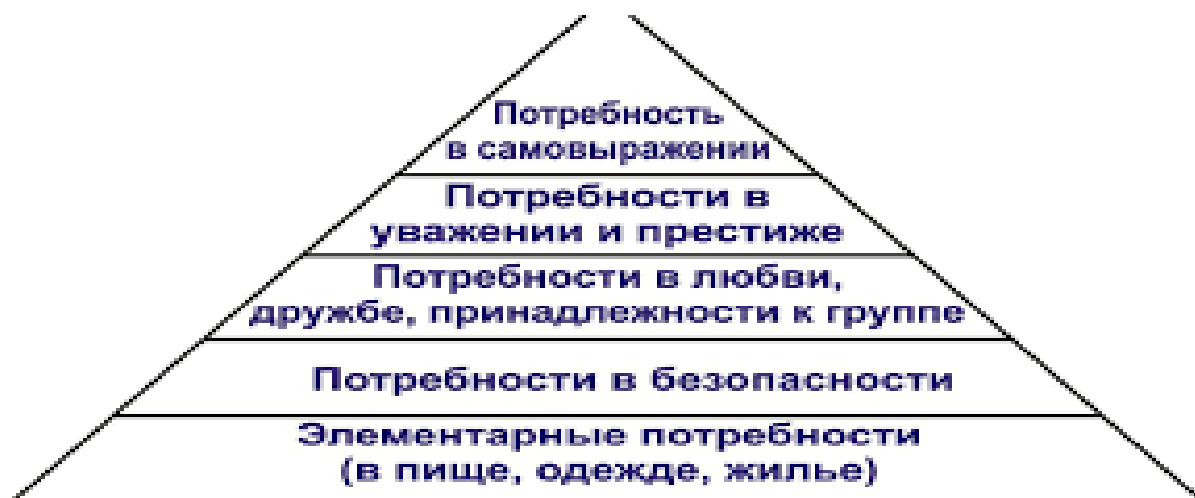 Потребность
в самовыражении
Потребности в
уважении и престиже
Потребности в любви,
дружбе, принадлежности к группе
Потребности в безопасности
Элементарные потребности
(в пище, одежде, жилье)